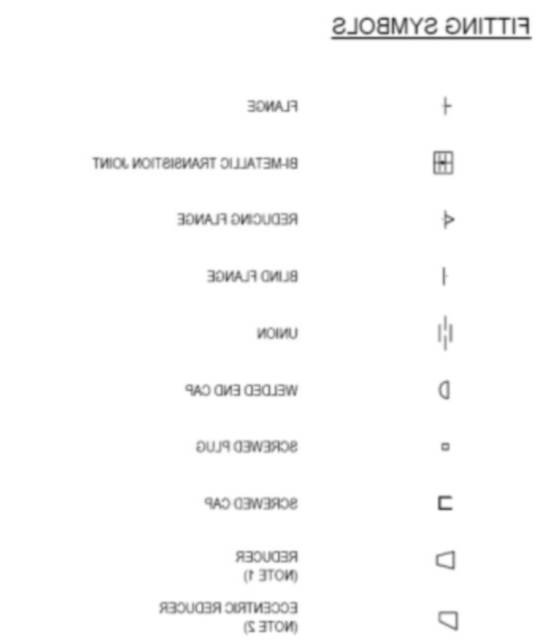 FITTING SYMBOLS
FLANGE
BI-METALLIC TRANSISTION JOINT
REDUCING FLANGE
BLIND FLANGE
UNION
WELDED END CAP
SCREWED PLUG
SCREWED CAP
REDUCER
(NOTE 1)
ECCENTRIC REDUCER
(NOTE 2)